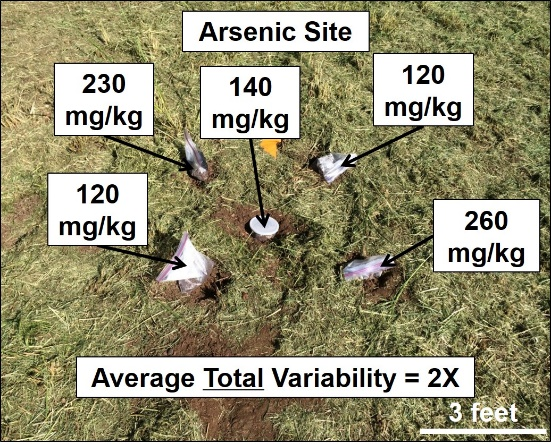 Arsenic Site
230
mg/kg
140
mg/kg
120
mg/kg
120
mg/kg
260
mg/kg
Average Total Variability = 2X
3 feet